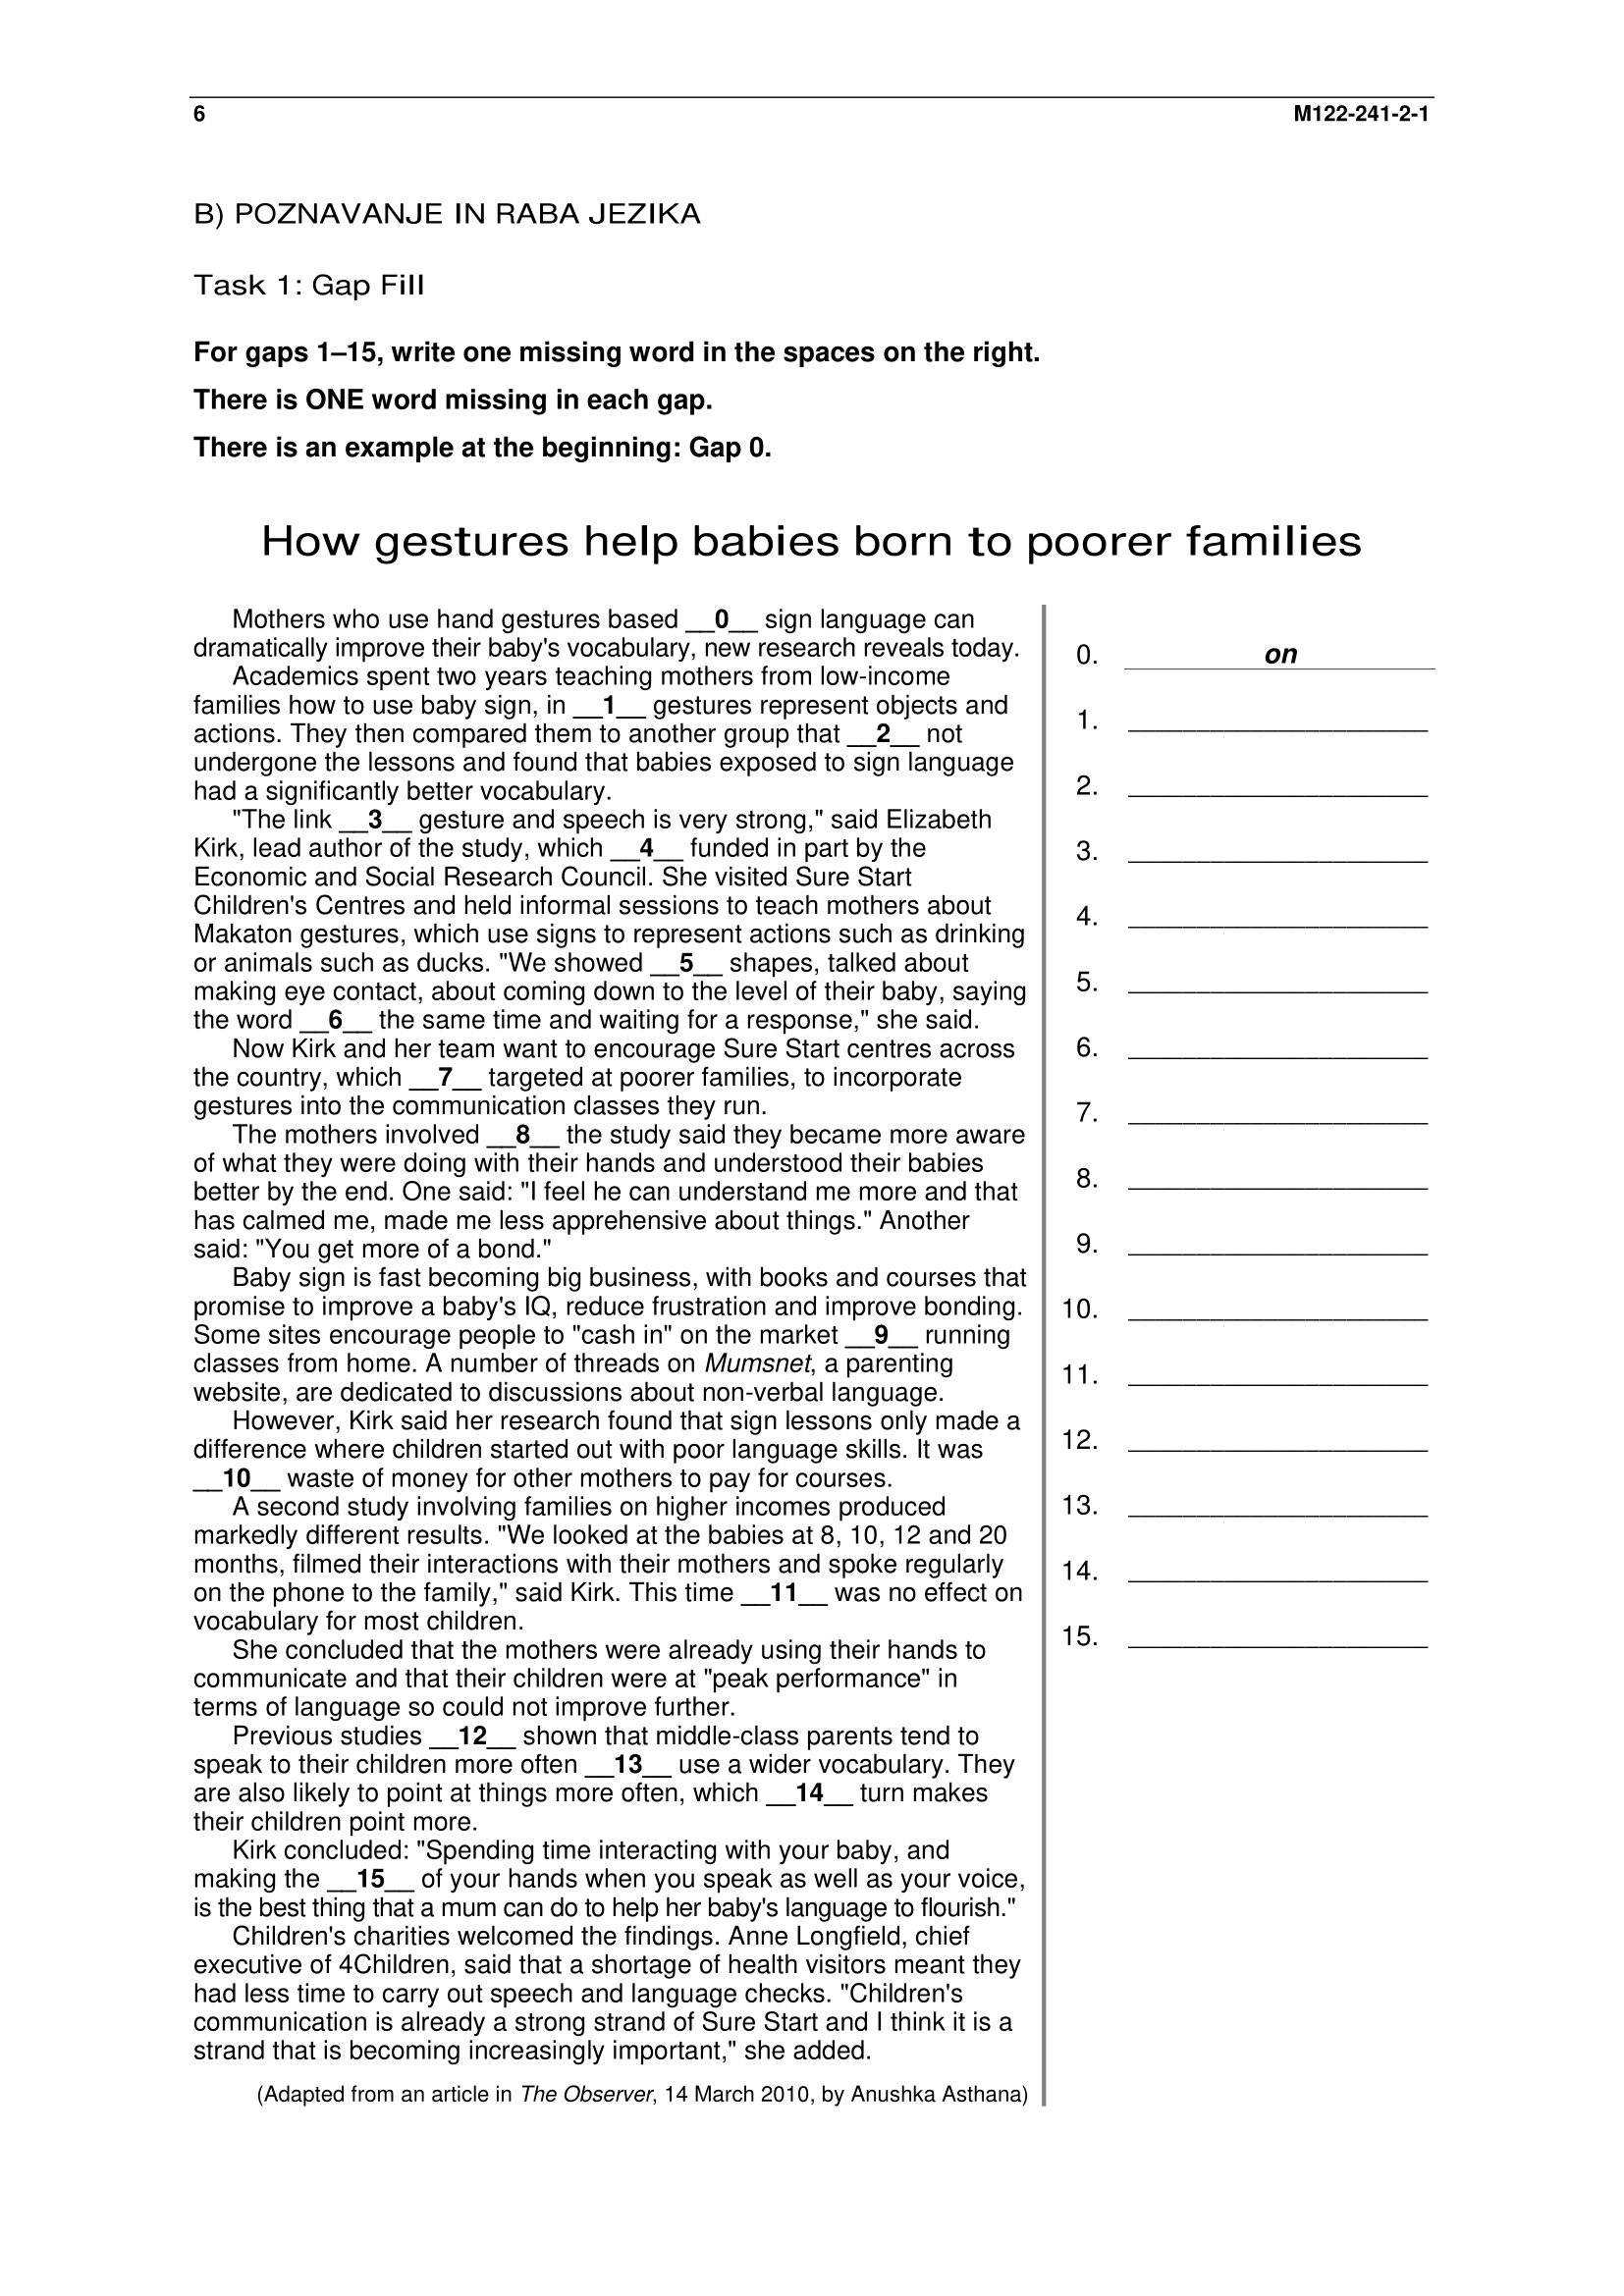 6 M122-241-2-1
B) POZNAVANJE IN RABA JEZIKA
Task 1: Gap Fill
For gaps 1–15, write one missing word in the spaces on the right.
There is ONE word missing in each gap.
There is an example at the beginning: Gap 0.
How gestures help babies born to poorer families
Mothers who use hand gestures based __0__ sign language can
dramatically improve their baby's vocabulary, new research reveals today.
Academics spent two years teaching mothers from low-income
families how to use baby sign, in __1__ gestures represent objects and
actions. They then compared them to another group that __2__ not
undergone the lessons and found that babies exposed to sign language
had a significantly better vocabulary.
"The link __3__ gesture and speech is very strong," said Elizabeth
Kirk, lead author of the study, which __4__ funded in part by the
Economic and Social Research Council. She visited Sure Start
Children's Centres and held informal sessions to teach mothers about
Makaton gestures, which use signs to represent actions such as drinking
or animals such as ducks. "We showed __5__ shapes, talked about
making eye contact, about coming down to the level of their baby, saying
the word __6__ the same time and waiting for a response," she said.
Now Kirk and her team want to encourage Sure Start centres across
the country, which __7__ targeted at poorer families, to incorporate
gestures into the communication classes they run.
The mothers involved __8__ the study said they became more aware
of what they were doing with their hands and understood their babies
better by the end. One said: "I feel he can understand me more and that
has calmed me, made me less apprehensive about things." Another
said: "You get more of a bond."
Baby sign is fast becoming big business, with books and courses that
promise to improve a baby's IQ, reduce frustration and improve bonding.
Some sites encourage people to "cash in" on the market __9__ running
classes from home. A number of threads on Mumsnet, a parenting
website, are dedicated to discussions about non-verbal language.
However, Kirk said her research found that sign lessons only made a
difference where children started out with poor language skills. It was
__10__ waste of money for other mothers to pay for courses.
A second study involving families on higher incomes produced
markedly different results. "We looked at the babies at 8, 10, 12 and 20
months, filmed their interactions with their mothers and spoke regularly
on the phone to the family," said Kirk. This time __11__ was no effect on
vocabulary for most children.
She concluded that the mothers were already using their hands to
communicate and that their children were at "peak performance" in
terms of language so could not improve further.
Previous studies __12__ shown that middle-class parents tend to
speak to their children more often __13__ use a wider vocabulary. They
are also likely to point at things more often, which __14__ turn makes
their children point more.
Kirk concluded: "Spending time interacting with your baby, and
making the __15__ of your hands when you speak as well as your voice,
is the best thing that a mum can do to help her baby's language to flourish."
Children's charities welcomed the findings. Anne Longfield, chief
executive of 4Children, said that a shortage of health visitors meant they
had less time to carry out speech and language checks. "Children's
communication is already a strong strand of Sure Start and I think it is a
strand that is becoming increasingly important," she added.
(Adapted from an article in The Observer, 14 March 2010, by Anushka Asthana)
0. on
1.
2.
3.
4.
5.
6.
7.
8.
9.
10.
11.
12.
13.
14.
15.